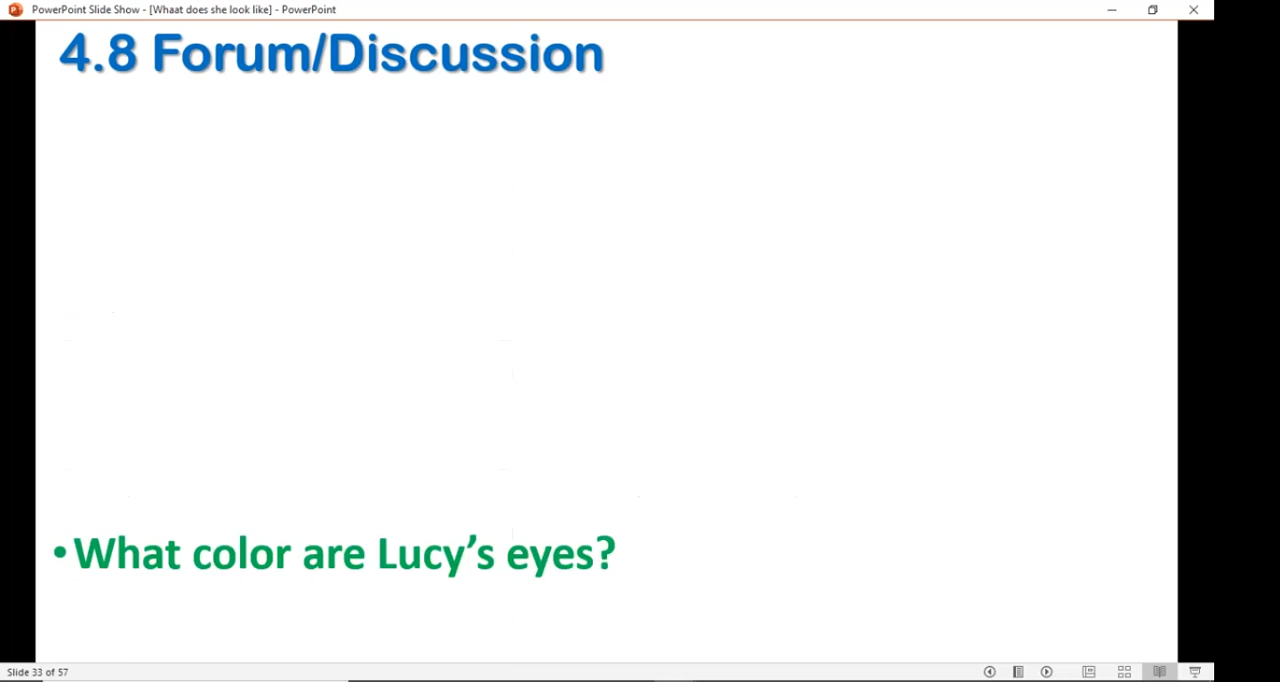 PowerPoint Slide Show - [Whaat does she look like] - PowerPoint
4.8 Forum/Discussion
•What color are Lucy’s eyes?
Slide 33 of 57